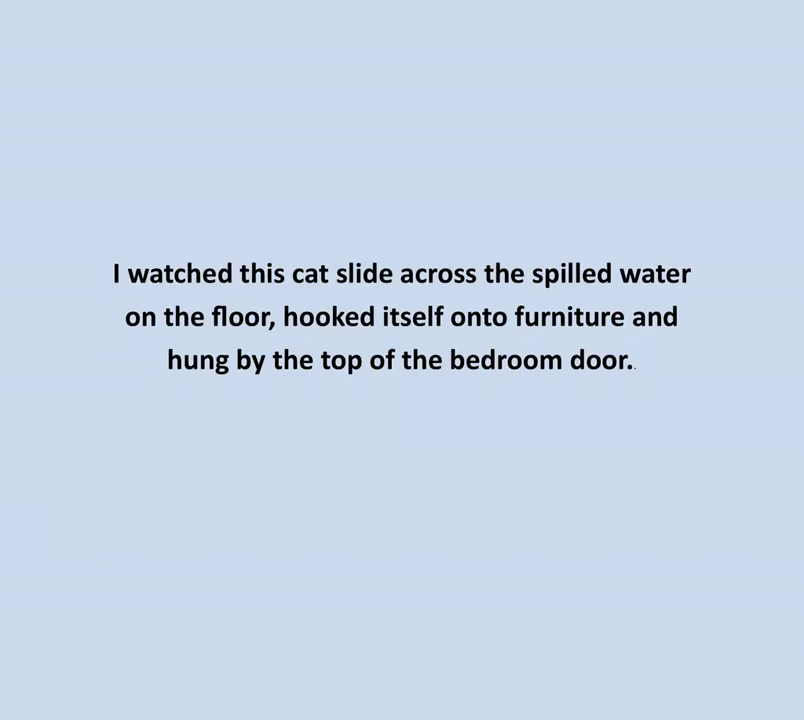 I watched this cat slide across the spilled water
on the floor, hooked itself onto furniture and
hung by the top of the bedroom door..